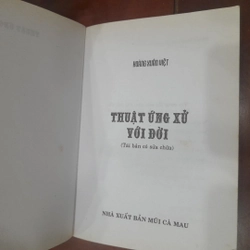 HOÀNG XUÂN VIỆT
THUẬT ỨNG XỬ
VỚI ĐỜI
(Tái bản có sửa chữa)
NHÀ XUẤT BẢN MŨI CÀ MAU